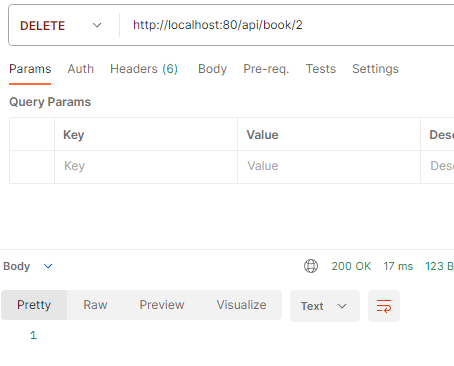 DELETE http://localhost:80/api/book/2
Params Auth Headers (6) Body Pre-req. Tests Settings
Query Params
Key Value Desc
Key Value Desc
Body 200 OK 17 ms 123 B
Pretty Raw Preview Visualize Text
1